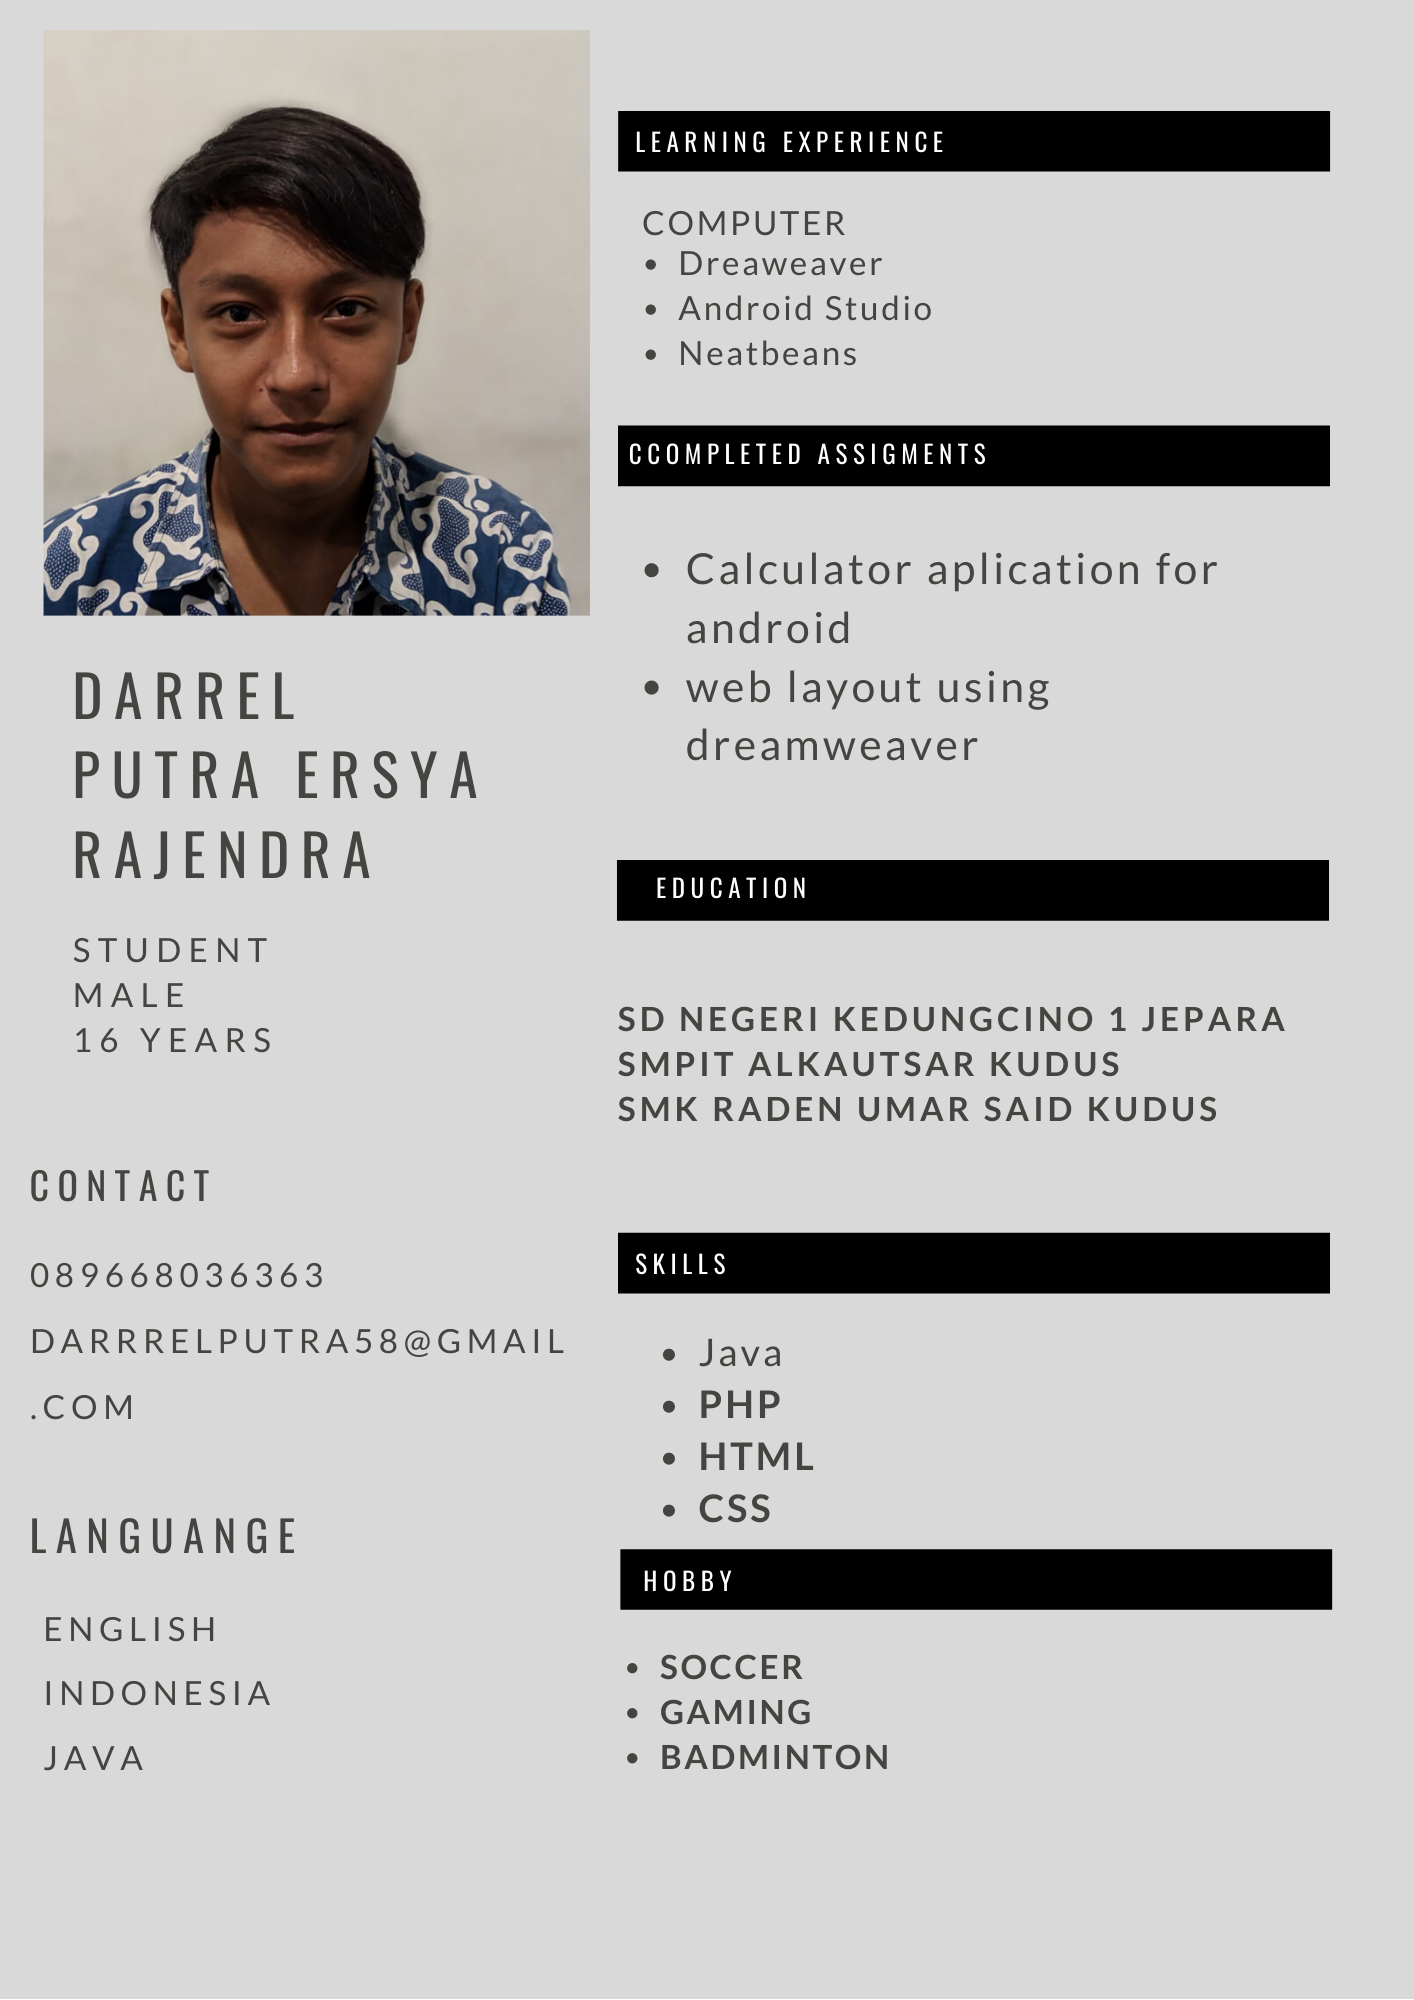 DARREL
PUTRA ERSYA
RAJENDRA
STUDENT
MALE
16 YEARS
CONTACT
089668036363
DARRRELPUTRA58@GMAIL
.COM
LANGUANGE
ENGLISH
INDONESIA
JAVA
LEARNING EXPERIENCE
COMPUTER
• Dreaweaver
• Android Studio
• Neatbeans
CCOMPLETED ASSIGMENTS
• Calculator aplication for
android
• web layout using
dreamweaver
EDUCATION
SD NEGERI KEDUNGCINO 1 JEPARA
SMPIT ALKAUTSAR KUDUS
SMK RADEN UMAR SAID KUDUS
SKILLS
• Java
• PHP
• HTML
• CSS
HOBBY
• SOCCER
• GAMING
• BADMINTON